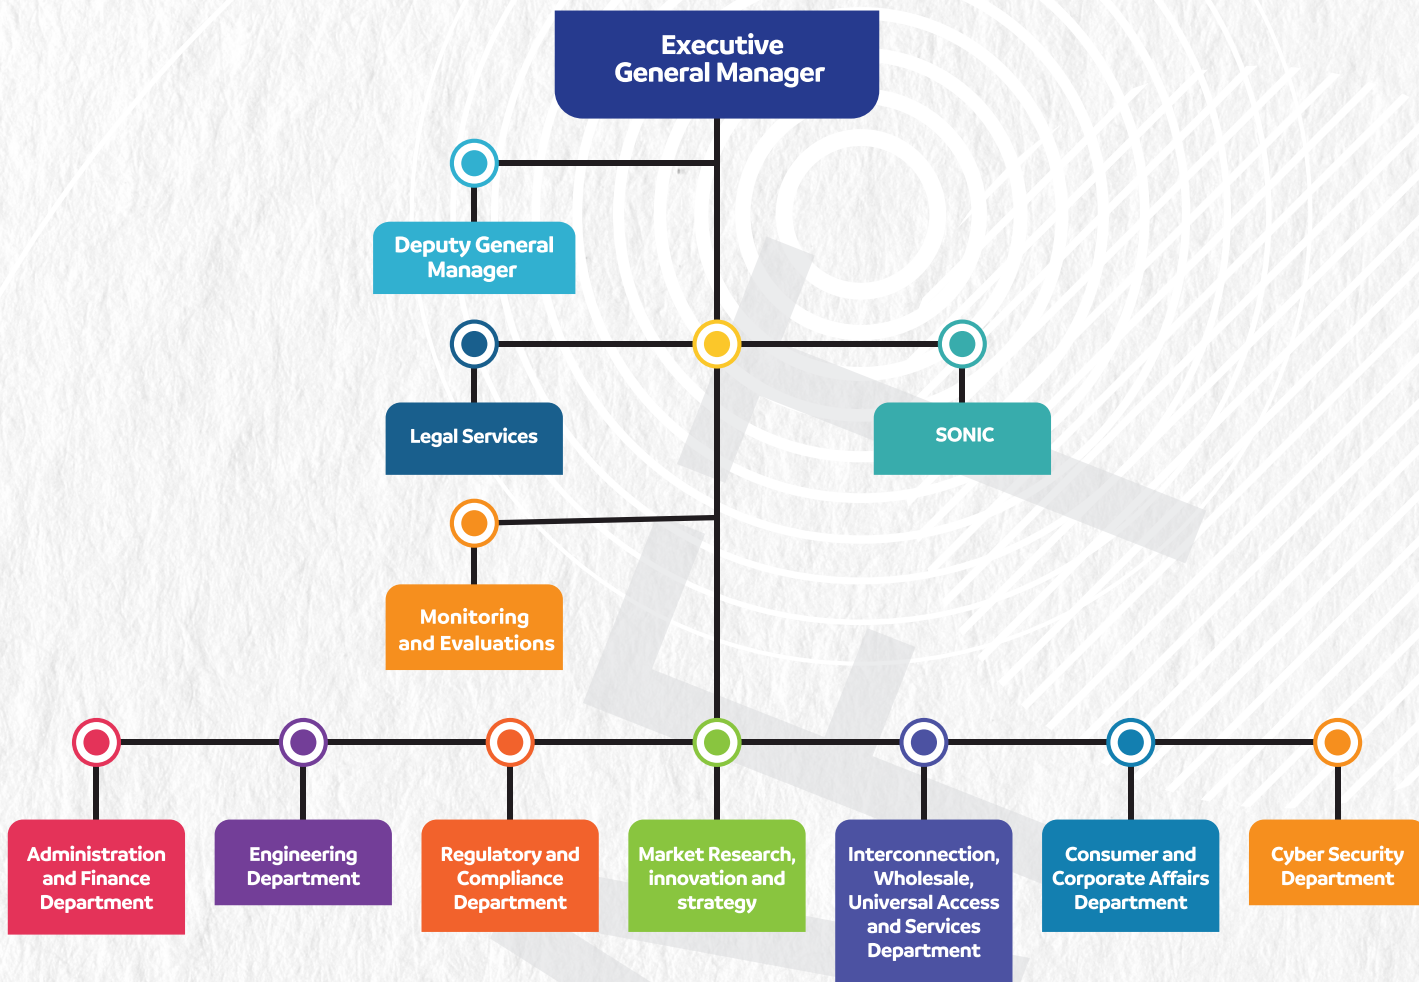 Executive
General Manager
Deputy General
Manager
Legal Services
SONIC
Monitoring
and Evaluations
Administration
and Finance
Department
Engineering
Department
Regulatory and
Compliance
Department
Market Research,
innovation and
strategy
Interconnection,
Wholesale,
Universal Access
and Services
Department
Consumer and
Corporate Affairs
Department
Cyber Security
Department